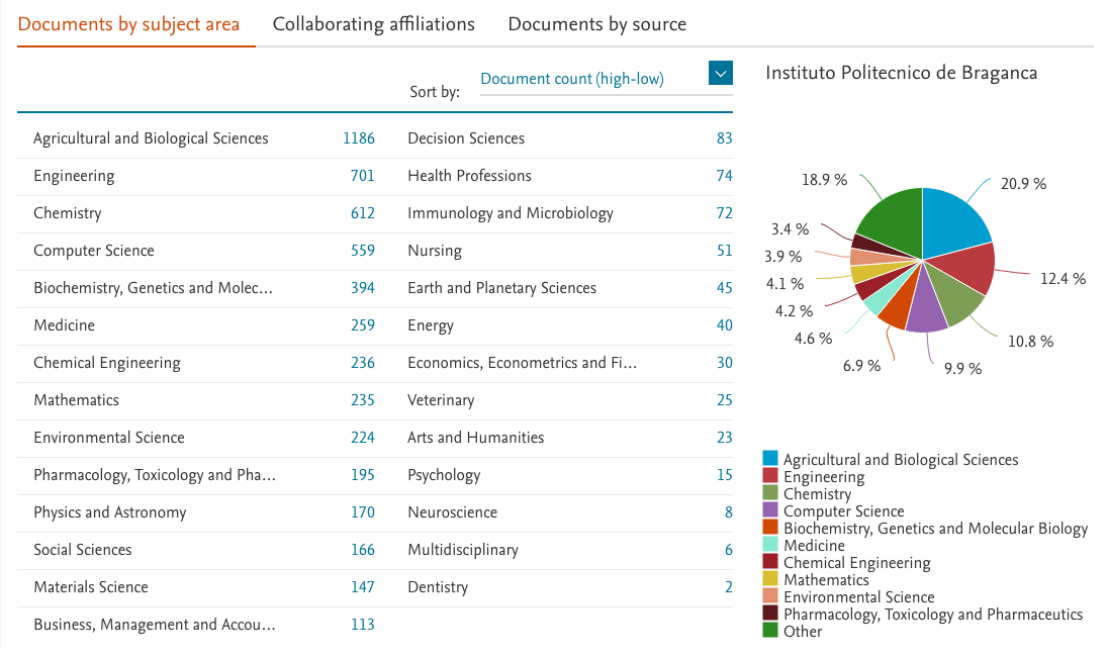 Documents by subject area Collaborating affiliations Documents by source
Sort by: Document count (high-low)
Agricultural and Biological Sciences 1186
Engineering 701
Chemistry 612
Computer Science 559
Biochemistry, Genetics and Molec... 394
Medicine 259
Chemical Engineering 236
Mathematics 235
Environmental Science 224
Pharmacology, Toxicology and Pha... 195
Physics and Astronomy 170
Social Sciences 166
Materials Science 147
Business, Management and Accou... 113
Decision Sciences 83
Health Professions 74
Immunology and Microbiology 72
Nursing 51
Earth and Planetary Sciences 45
Energy 40
Economics, Econometrics and Fi... 30
Veterinary 25
Arts and Humanities 23
Psychology 15
Neuroscience 8
Multidisciplinary 6
Dentistry 2
Instituto Politecnico de Braganca
20.9 %
12.4 %
10.8 %
9.9 %
6.9 %
4.6 %
4.2 %
4.1 %
3.9 %
3.4 %
18.9 %
Agricultural and Biological Sciences
Engineering
Chemistry
Computer Science
Biochemistry, Genetics and Molecular Biology
Medicine
Chemical Engineering
Mathematics
Environmental Science
Pharmacology, Toxicology and Pharmaceutics
Other